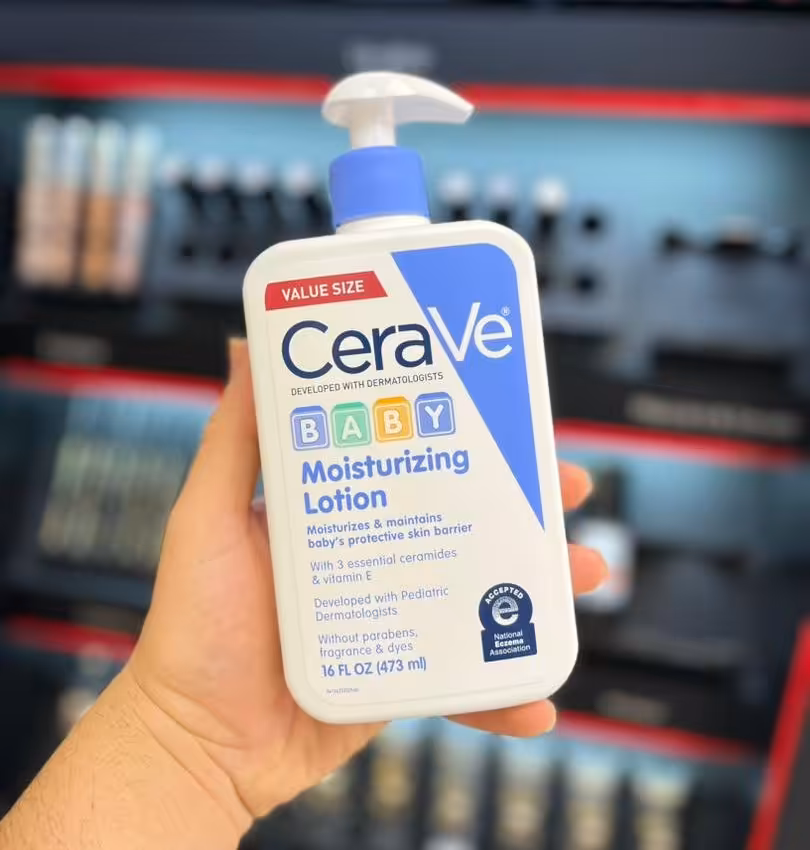 VALUE SIZE
CeraVe®
DEVELOPED WITH DERMATOLOGISTS
BABY
Moisturizing
Lotion
Moisturizes & maintains
baby's protective skin barrier
With 3 essential ceramides
& vitamin E
Developed with Pediatric
Dermatologists
Without parabens,
fragrance & dyes
16 FL OZ (473 ml)
ACCEPTED
National
Eczema
Association